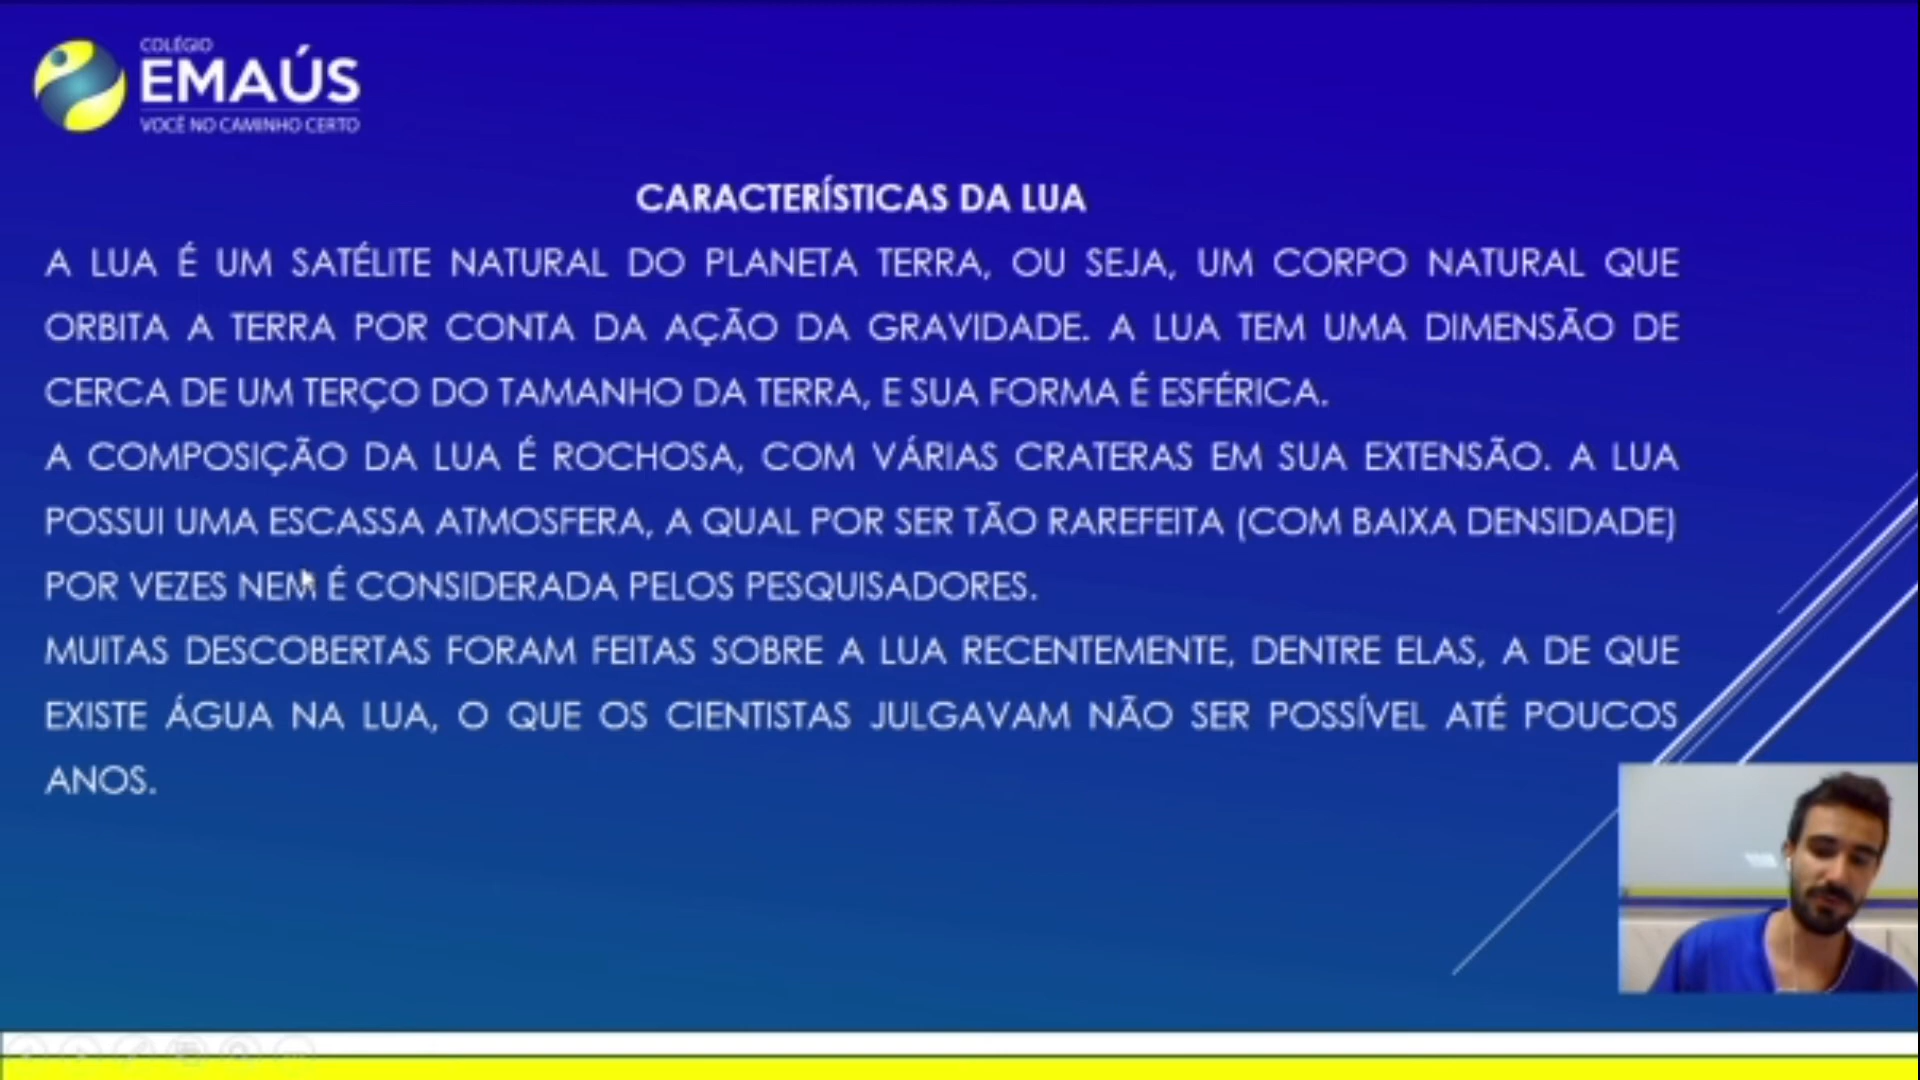 COLÉGIO
EMAÚS
VOCÊ NO CAMINHO CERTO
CARACTERÍSTICAS DA LUA
A LUA É UM SATÉLITE NATURAL DO PLANETA TERRA, OU SEJA, UM CORPO NATURAL QUE
ORBITA A TERRA POR CONTA DA AÇÃO DA GRAVIDADE. A LUA TEM UMA DIMENSÃO DE
CERCA DE UM TERÇO DO TAMANHO DA TERRA, E SUA FORMA É ESFÉRICA.
A COMPOSIÇÃO DA LUA É ROCHOSA, COM VÁRIAS CRATERAS EM SUA EXTENSÃO. A LUA
POSSUI UMA ESCASSA ATMOSFERA, A QUAL POR SER TÃO RAREFEITA (COM BAIXA DENSIDADE)
POR VEZES NEM É CONSIDERADA PELOS PESQUISADORES.
MUITAS DESCOBERTAS FORAM FEITAS SOBRE A LUA RECENTEMENTE, DENTRE ELAS, A DE QUE
EXISTE ÁGUA NA LUA, O QUE OS CIENTISTAS JULGAVAM NÃO SER POSSÍVEL ATÉ POUCOS
ANOS.